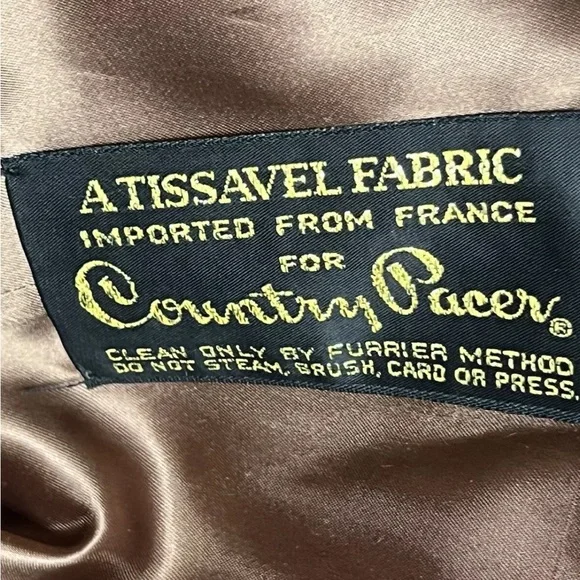 A TISSAVEL FABRIC
IMPORTED FROM FRANCE
FOR
Country Pacer®
CLEAN ONLY BY FURRIER METHOD
DO NOT STEAM, BRUSH, CARD OR PRESS.